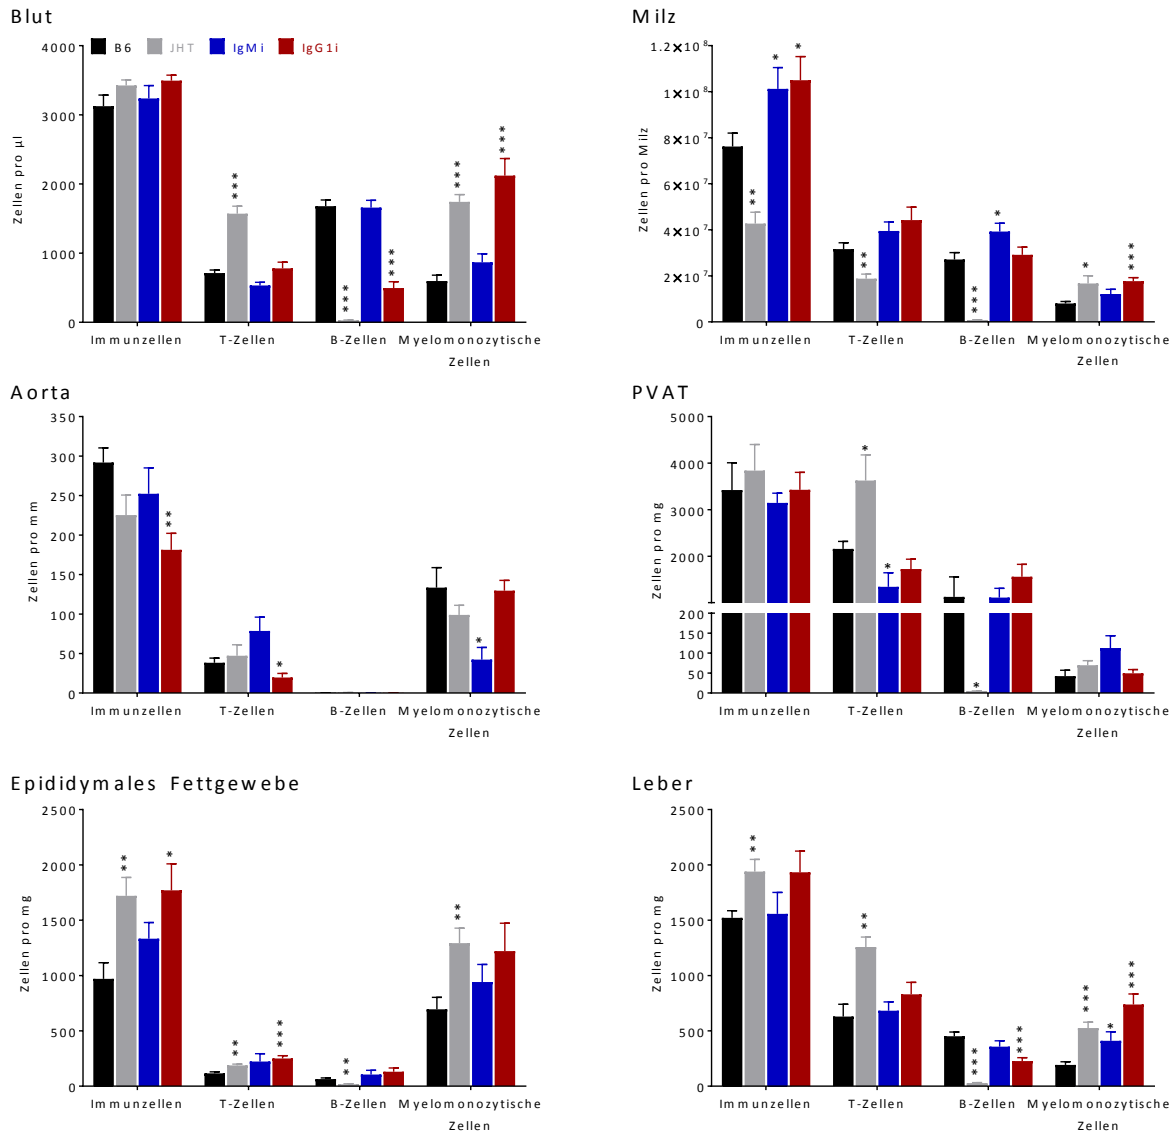 Blut
B6 JHT IgMi IgG1i
Zellen pro µl
4000
3000
2000
1000
0
*** *** *** *** ***
Immunzellen T-Zellen B-Zellen Myelomonozytische
Zellen
Milz
Zellen pro Milz
1.2×10⁸
1×10⁸
8×10⁷
6×10⁷
4×10⁷
2×10⁷
0
** * * ** *** * * ***
Immunzellen T-Zellen B-Zellen Myelomonozytische
Zellen
Aorta
Zellen pro mm
350
300
250
200
150
100
50
0
** * *
Immunzellen T-Zellen B-Zellen Myelomonozytische
Zellen
PVAT
Zellen pro mg
5000
4000
3000
2000
200
150
100
50
0
* * *
Immunzellen T-Zellen B-Zellen Myelomonozytische
Zellen
Epididymales Fettgewebe
Zellen pro mg
2500
2000
1500
1000
500
0
** * ** *** ** **
Immunzellen T-Zellen B-Zellen Myelomonozytische
Zellen
Leber
Zellen pro mg
2500
2000
1500
1000
500
0
** ** *** *** *** * ***
Immunzellen T-Zellen B-Zellen Myelomonozytische
Zellen